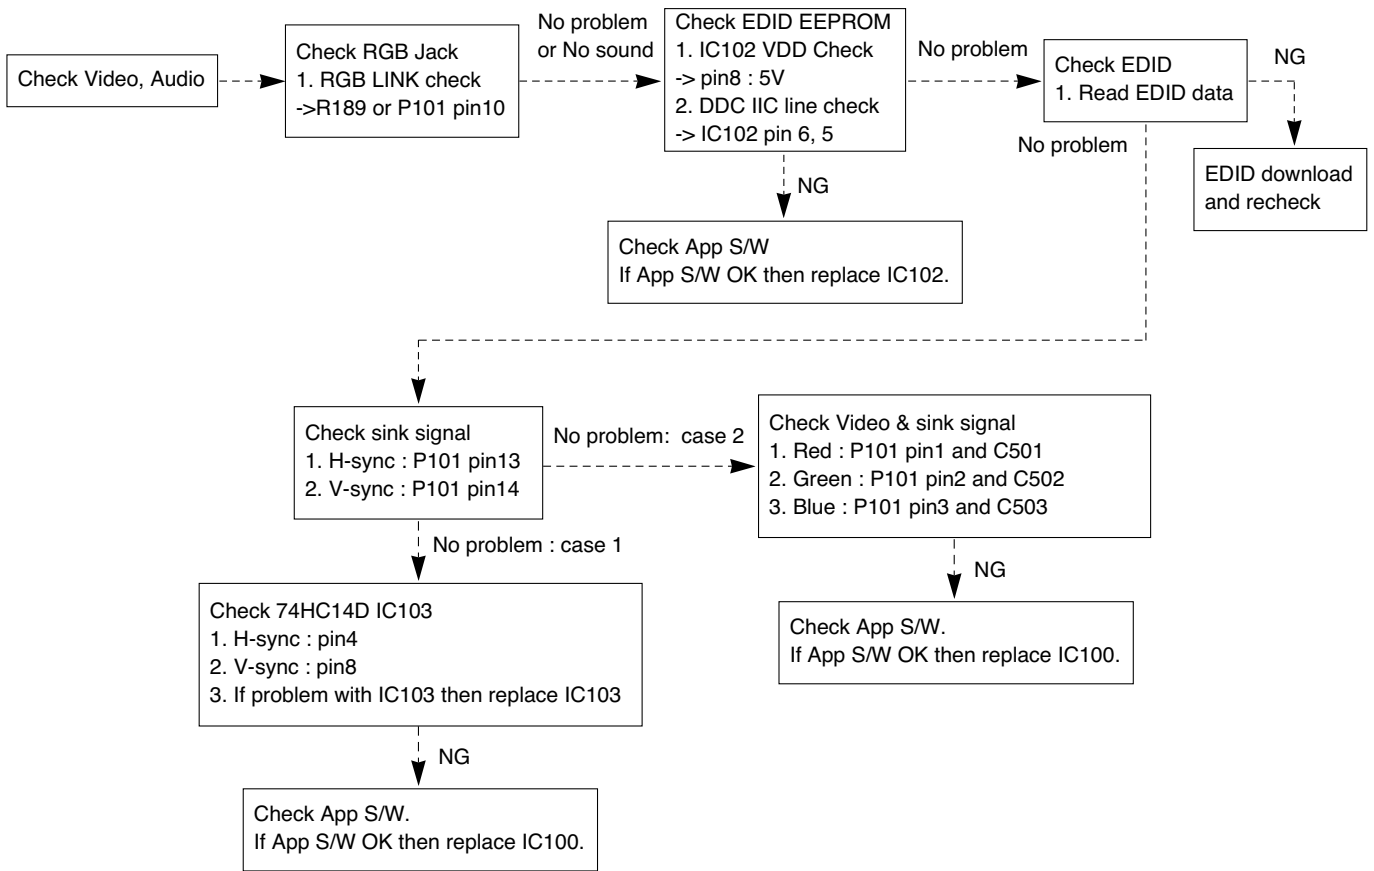 Check Video, Audio
Check RGB Jack
1. RGB LINK check
->R189 or P101 pin10
No problem
or No sound
Check EDID EEPROM
1. IC102 VDD Check
-> pin8 : 5V
2. DDC IIC line check
-> IC102 pin 6, 5
No problem
Check EDID
1. Read EDID data
NG
EDID download
and recheck
No problem
NG
Check App S/W
If App S/W OK then replace IC102.
Check sink signal
1. H-sync : P101 pin13
2. V-sync : P101 pin14
No problem:  case 2
Check Video & sink signal
1. Red : P101 pin1 and C501
2. Green : P101 pin2 and C502
3. Blue : P101 pin3 and C503
No problem : case 1
NG
Check 74HC14D IC103
1. H-sync : pin4
2. V-sync : pin8
3. If problem with IC103 then replace IC103
Check App S/W.
If App S/W OK then replace IC100.
NG
Check App S/W.
If App S/W OK then replace IC100.